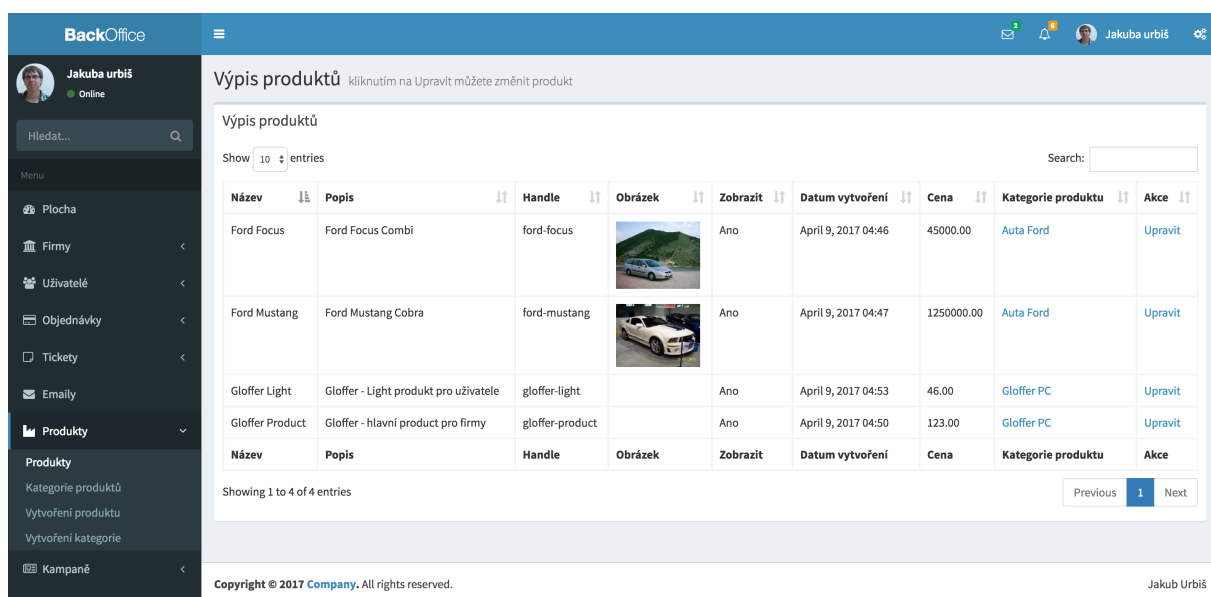 BackOffice
2
6
Jakuba urbiš
Jakuba urbiš
Online
Hledat...
Menu
Plocha
Firmy
Uživatelé
Objednávky
Tickety
Emaily
Produkty
Produkty
Kategorie produktů
Vytvoření produktu
Vytvoření kategorie
Kampaně
Výpis produktů kliknutím na Upravit můžete změnit produkt
Výpis produktů
Show 10 entries
Search:
Název Popis Handle Obrázek Zobrazit Datum vytvoření Cena Kategorie produktu Akce
Ford Focus Ford Focus Combi ford-focus Ano April 9, 2017 04:46 45000.00 Auta Ford Upravit
Ford Mustang Ford Mustang Cobra ford-mustang Ano April 9, 2017 04:47 1250000.00 Auta Ford Upravit
Gloffer Light Gloffer - Light produkt pro uživatele gloffer-light Ano April 9, 2017 04:53 46.00 Gloffer PC Upravit
Gloffer Product Gloffer - hlavní product pro firmy gloffer-product Ano April 9, 2017 04:50 123.00 Gloffer PC Upravit
Název Popis Handle Obrázek Zobrazit Datum vytvoření Cena Kategorie produktu Akce
Showing 1 to 4 of 4 entries
Previous 1 Next
Copyright © 2017 Company. All rights reserved.
Jakub Urbiš